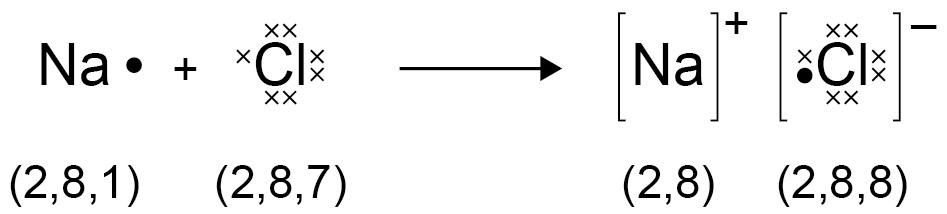 Na • + ×Cl ×× ×× ×× ⟶ [Na]⁺ [ו Cl ×× ×× ××]⁻
(2,8,1) (2,8,7) (2,8) (2,8,8)